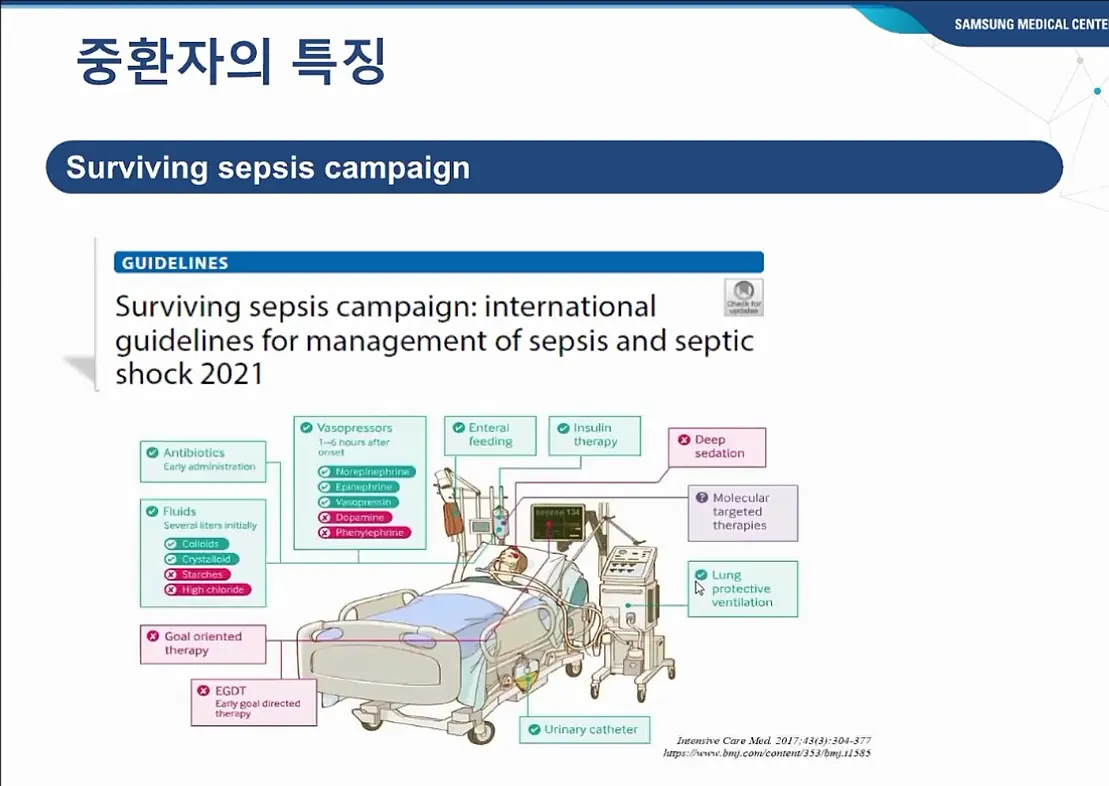 SAMSUNG MEDICAL CENTE
중환자의 특징
Surviving sepsis campaign
GUIDELINES
Check for
updates
Surviving sepsis campaign: international
guidelines for management of sepsis and septic
shock 2021
Antibiotics
Early administration
Fluids
Several liters initially
Colloids
Crystalloid
Starches
High chloride
Goal oriented
therapy
EGDT
Early goal directed
therapy
Vasopressors
1–6 hours after
onset
Norepinephrine
Epinephrine
Vasopressin
Dopamine
Phenylephrine
Enteral
feeding
Insulin
therapy
Deep
sedation
Molecular
targeted
therapies
Lung
protective
ventilation
Urinary catheter
Intensive Care Med. 2017;43(3):304-377
https://www.bmj.com/content/353/bmj.i1585